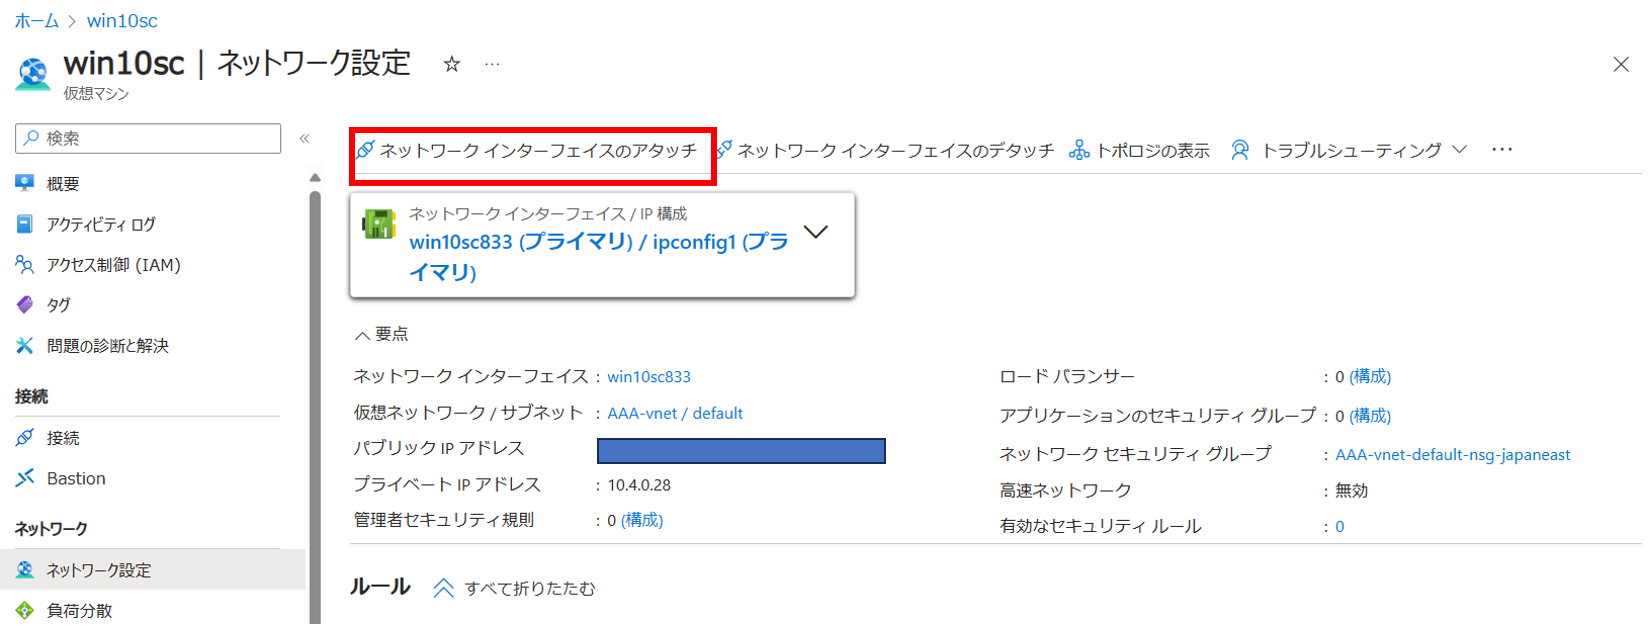 ホーム > win10sc
win10sc | ネットワーク設定 ☆ …
仮想マシン
検索
概要
アクティビティ ログ
アクセス制御 (IAM)
タグ
問題の診断と解決
接続
接続
Bastion
ネットワーク
ネットワーク設定
負荷分散
ネットワーク インターフェイスのアタッチ ネットワーク インターフェイスのデタッチ トポロジの表示 トラブルシューティング …
ネットワーク インターフェイス / IP 構成
win10sc833 (プライマリ) / ipconfig1 (プラ
イマリ)
要点
ネットワーク インターフェイス : win10sc833
仮想ネットワーク / サブネット : AAA-vnet / default
パブリック IP アドレス
プライベート IP アドレス : 10.4.0.28
管理者セキュリティ規則 : 0 (構成)
ロード バランサー : 0 (構成)
アプリケーションのセキュリティ グループ : 0 (構成)
ネットワーク セキュリティ グループ : AAA-vnet-default-nsg-japaneast
高速ネットワーク : 無効
有効なセキュリティ ルール : 0
ルール すべて折りたたむ